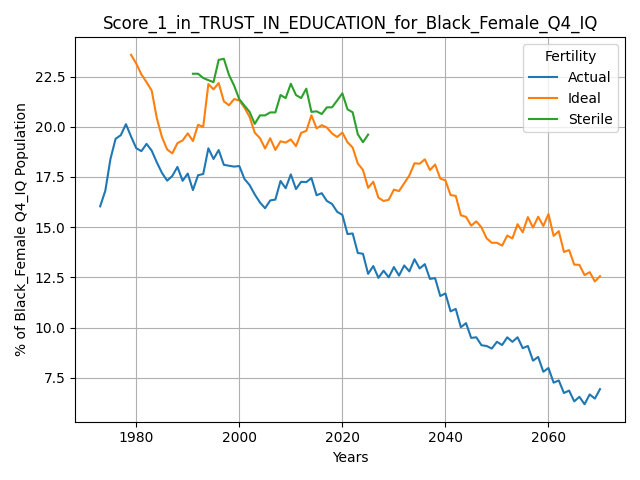 Score_1_in_TRUST_IN_EDUCATION_for_Black_Female_Q4_IQ
Fertility
Actual
Ideal
Sterile
% of Black_Female Q4_IQ Population
22.5
20.0
17.5
15.0
12.5
10.0
7.5
1980
2000
2020
2040
2060
Years